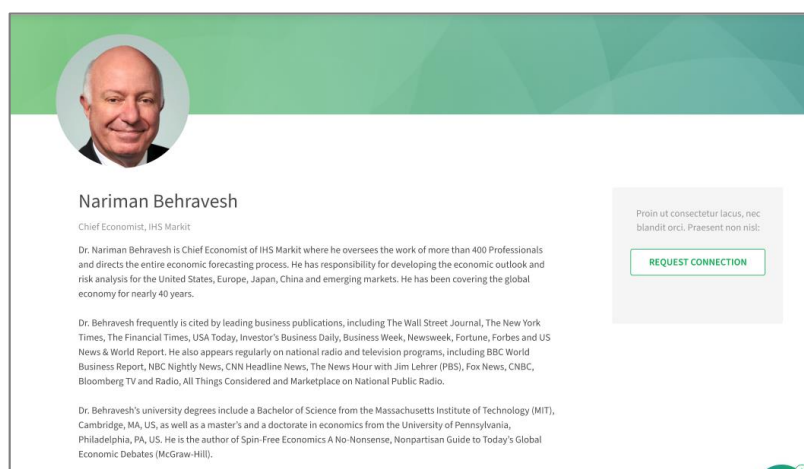 Nariman Behravesh
Chief Economist, IHS Markit
Dr. Nariman Behravesh is Chief Economist of IHS Markit where he oversees the work of more than 400 Professionals
and directs the entire economic forecasting process. He has responsibility for developing the economic outlook and
risk analysis for the United States, Europe, Japan, China and emerging markets. He has been covering the global
economy for nearly 40 years.
Dr. Behravesh frequently is cited by leading business publications, including The Wall Street Journal, The New York
Times, The Financial Times, USA Today, Investor's Business Daily, Business Week, Newsweek, Fortune, Forbes and US
News & World Report. He also appears regularly on national radio and television programs, including BBC World
Business Report, NBC Nightly News, CNN Headline News, The News Hour with Jim Lehrer (PBS), Fox News, CNBC,
Bloomberg TV and Radio, All Things Considered and Marketplace on National Public Radio.
Dr. Behravesh's university degrees include a Bachelor of Science from the Massachusetts Institute of Technology (MIT),
Cambridge, MA, US, as well as a master's and a doctorate in economics from the University of Pennsylvania,
Philadelphia, PA, US. He is the author of Spin-Free Economics A No-Nonsense, Nonpartisan Guide to Today's Global
Economic Debates (McGraw-Hill).
Proin ut consectetur lacus, nec
blandit orci. Praesent non nisl:
REQUEST CONNECTION